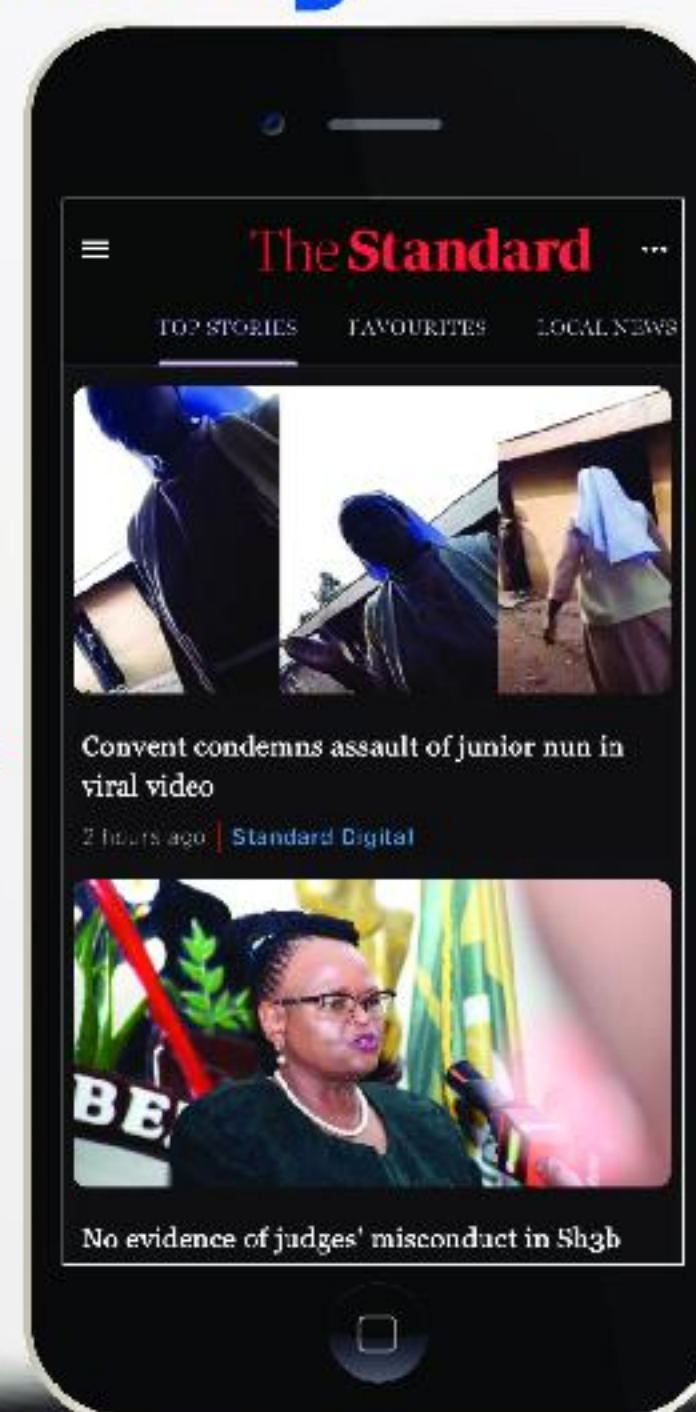 The Standard
TOP STORIES FAVOURITES LOCAL NEWS
Convent condemns assault of junior nun in
viral video
2 hours ago | Standard Digital
BE
No evidence of judges' misconduct in Sh3b